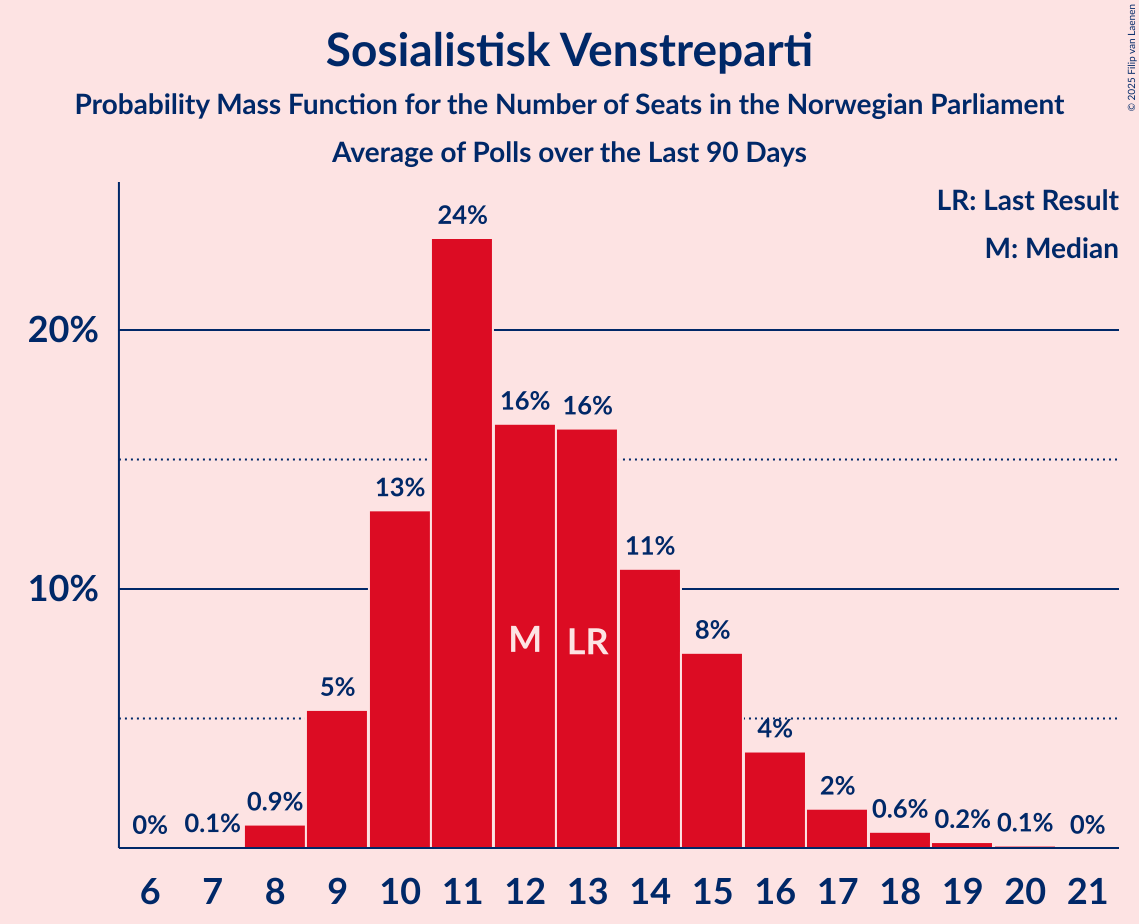 Sosialistisk Venstreparti
Probability Mass Function for the Number of Seats in the Norwegian Parliament
Average of Polls over the Last 90 Days
© 2025 Filip van Laenen
LR: Last Result
M: Median
24%
20%
16% 16%
13%
11%
10%
8%
M LR
5%
4%
2%
0% 0.1% 0.9% 0.6% 0.2% 0.1% 0%
6 7 8 9 10 11 12 13 14 15 16 17 18 19 20 21